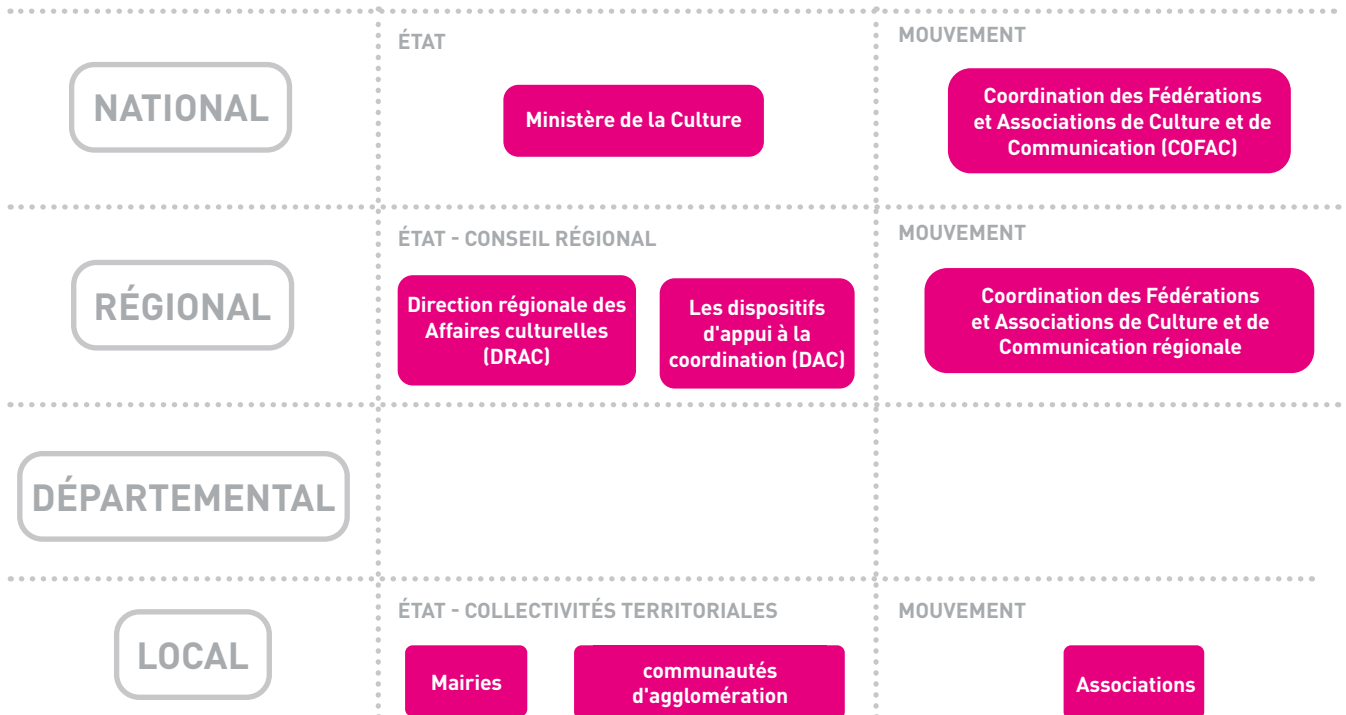 NATIONAL
ÉTAT
Ministère de la Culture
MOUVEMENT
Coordination des Fédérations
et Associations de Culture et de
Communication (COFAC)
RÉGIONAL
ÉTAT - CONSEIL RÉGIONAL
Direction régionale des
Affaires culturelles
(DRAC)
Les dispositifs
d'appui à la
coordination (DAC)
MOUVEMENT
Coordination des Fédérations
et Associations de Culture et de
Communication régionale
DÉPARTEMENTAL
LOCAL
ÉTAT - COLLECTIVITÉS TERRITORIALES
Mairies
communautés
d'agglomération
MOUVEMENT
Associations